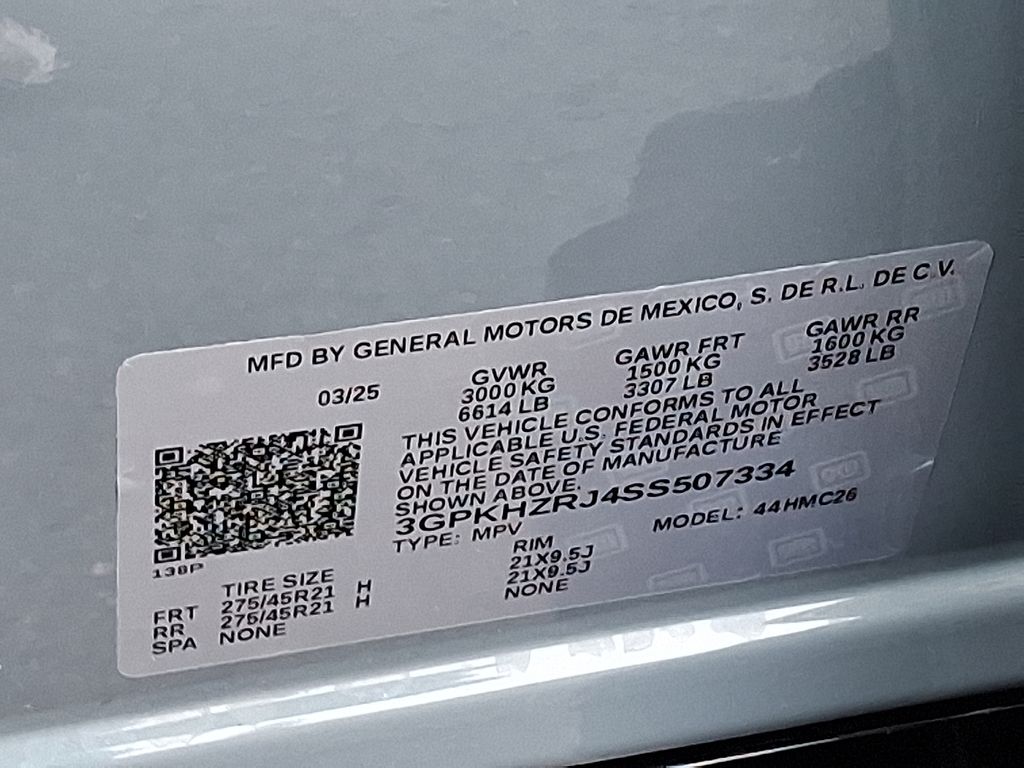 MFD BY GENERAL MOTORS DE MEXICO, S. DE R.L. DE C.V.
03/25
GVWR
3000 KG
6614 LB
GAWR FRT
1500 KG
3307 LB
GAWR RR
1600 KG
3528 LB
THIS VEHICLE CONFORMS TO ALL
APPLICABLE U.S. FEDERAL MOTOR
VEHICLE SAFETY STANDARDS IN EFFECT
ON THE DATE OF MANUFACTURE
SHOWN ABOVE.
3GPKHZRJ4SS507334
TYPE: MPV
MODEL: 44HMC26
138P
TIRE SIZE RIM
FRT 275/45R21 H 21X9.5J
RR 275/45R21 H 21X9.5J
SPA NONE NONE